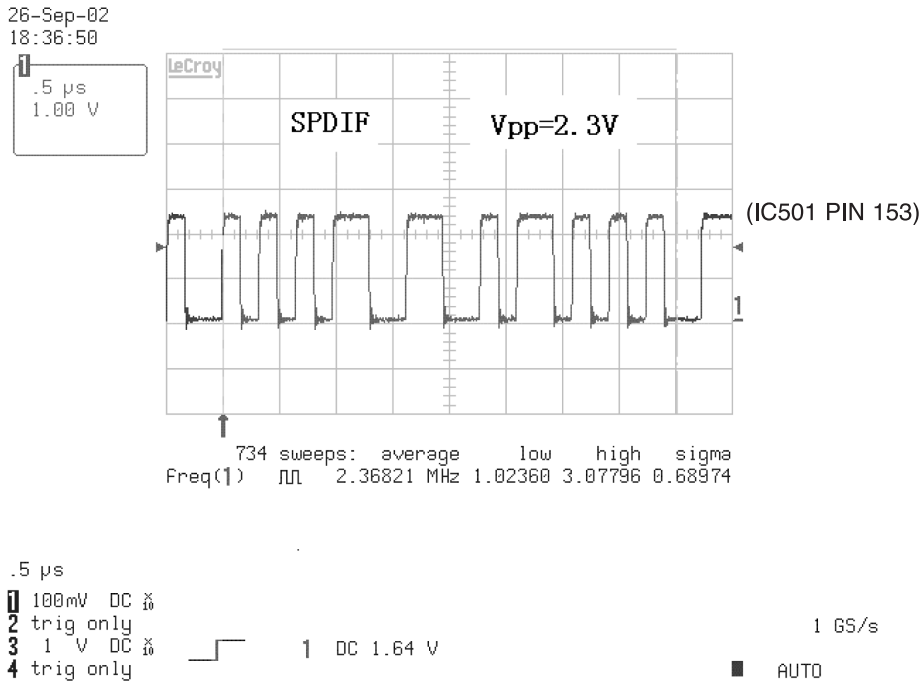 26-Sep-02
18:36:50
1
.5 µs
1.00 V
LeCroy
SPDIF
Vpp=2.3V
(IC501 PIN 153)
1
734 sweeps: average low high sigma
Freq(1) 2.36821 MHz 1.02360 3.07796 0.68974
.5 µs
1 100mV DC X10
2 trig only
3 1 V DC X10
4 trig only
1 DC 1.64 V
1 GS/s
AUTO